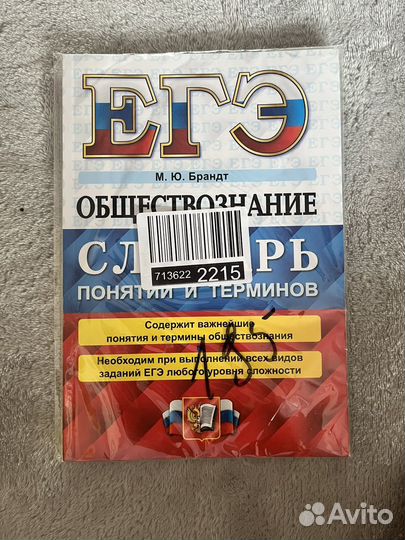 ЕГЭ
М. Ю. Брандт
ОБЩЕСТВОЗНАНИЕ
713622 2215
ПОНЯТИЙ И ТЕРМИНОВ
Содержит важнейшие
понятия и термины обществознания
Необходим при выполнении всех видов
заданий ЕГЭ любого уровня сложности
195
Avito